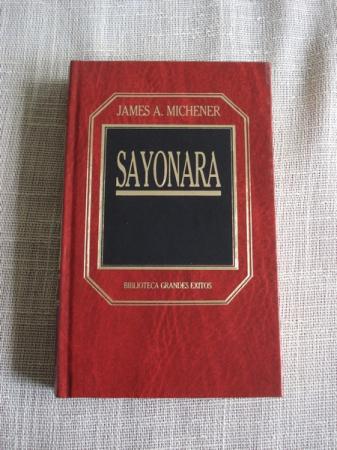 JAMES A. MICHENER
SAYONARA
BIBLIOTECA GRANDES EXITOS